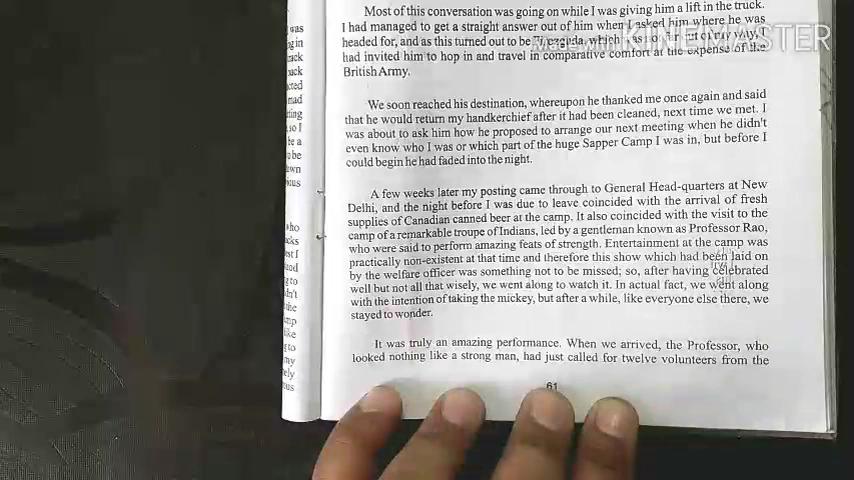 Most of this conversation was going on while I was giving him a lift in the truck.
I had managed to get a straight answer out of him when I asked him where he was
headed for, and as this turned out to be which was my way, I
had invited him to hop in and travel in comparative comfort at the expense of the
British Army.
We soon reached his destination, whereupon he thanked me once again and said
that he would return my handkerchief after it had been cleaned, next time we met. I
was about to ask him how he proposed to arrange our next meeting when he didn't
even know who I was or which part of the huge Sapper Camp I was in, but before I
could begin he had faded into the night.
A few weeks later my posting came through to General Head-quarters at New
Delhi, and the night before I was due to leave coincided with the arrival of fresh
supplies of Canadian canned beer at the camp. It also coincided with the visit to the
camp of a remarkable troupe of Indians, led by a gentleman known as Professor Rao,
who were said to perform amazing feats of strength. Entertainment at the camp was
practically non-existent at that time and therefore this show which had been laid on
by the welfare officer was something not to be missed; so, after having celebrated
well but not all that wisely, we went along to watch it. In actual fact, we went along
with the intention of taking the mickey, but after a while, like everyone else there, we
stayed to wonder.
It was truly an amazing performance. When we arrived, the Professor, who
looked nothing like a strong man, had just called for twelve volunteers from the
61
Made with KINEMASTER